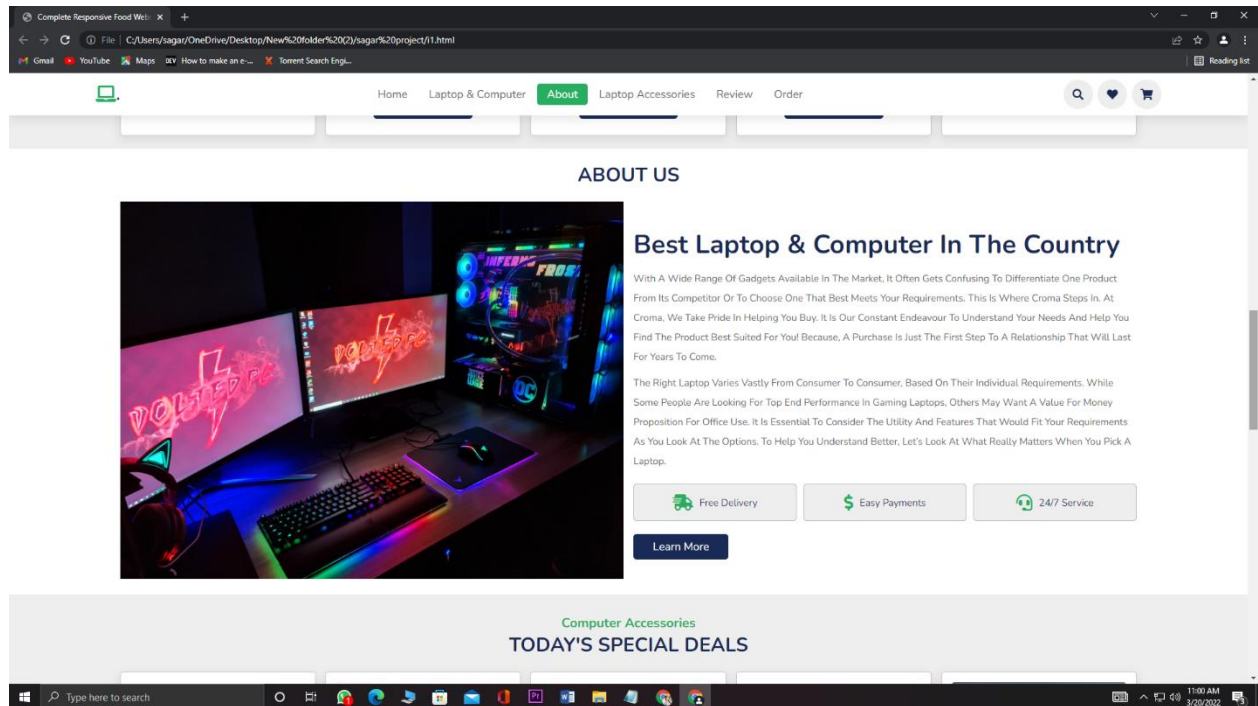 Complete Responsive Food Web
File C:/Users/sagar/OneDrive/Desktop/New%20folder%20(2)/sagar%20project/i1.html
Gmail YouTube Maps DEV How to make an e-... Torrent Search Engi... Reading list
Home Laptop & Computer About Laptop Accessories Review Order
ABOUT US
INFERNO FROST
VOLTED PC
VOLTED PC
DC
Best Laptop & Computer In The Country
With A Wide Range Of Gadgets Available In The Market, It Often Gets Confusing To Differentiate One Product
From Its Competitor Or To Choose One That Best Meets Your Requirements. This Is Where Croma Steps In. At
Croma, We Take Pride In Helping You Buy. It Is Our Constant Endeavour To Understand Your Needs And Help You
Find The Product Best Suited For You! Because, A Purchase Is Just The First Step To A Relationship That Will Last
For Years To Come.
The Right Laptop Varies Vastly From Consumer To Consumer, Based On Their Individual Requirements. While
Some People Are Looking For Top End Performance In Gaming Laptops, Others May Want A Value For Money
Proposition For Office Use. It Is Essential To Consider The Utility And Features That Would Fit Your Requirements
As You Look At The Options. To Help You Understand Better, Let's Look At What Really Matters When You Pick A
Laptop.
Free Delivery Easy Payments 24/7 Service
Learn More
Computer Accessories
TODAY'S SPECIAL DEALS
Type here to search
11:00 AM
3/20/2022